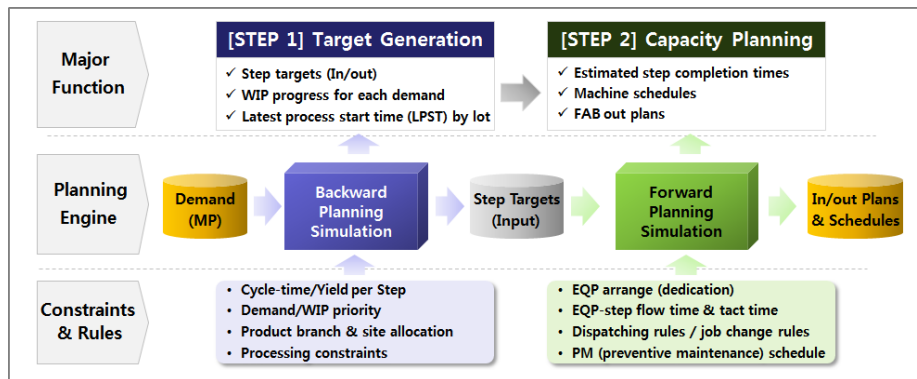 Major
Function
[STEP 1] Target Generation
✓ Step targets (In/out)
✓ WIP progress for each demand
✓ Latest process start time (LPST) by lot
[STEP 2] Capacity Planning
✓ Estimated step completion times
✓ Machine schedules
✓ FAB out plans
Planning
Engine
Demand
(MP)
Backward
Planning
Simulation
Step Targets
(Input)
Forward
Planning
Simulation
In/out Plans
& Schedules
Constraints
& Rules
• Cycle-time/Yield per Step
• Demand/WIP priority
• Product branch & site allocation
• Processing constraints
• EQP arrange (dedication)
• EQP-step flow time & tact time
• Dispatching rules / job change rules
• PM (preventive maintenance) schedule